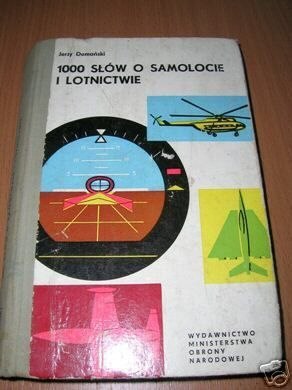 Jerzy Domański
1000 SŁÓW O SAMOLOCIE
I LOTNICTWIE
WYDAWNICTWO
MINISTERSTWA
OBRONY
NARODOWEJ